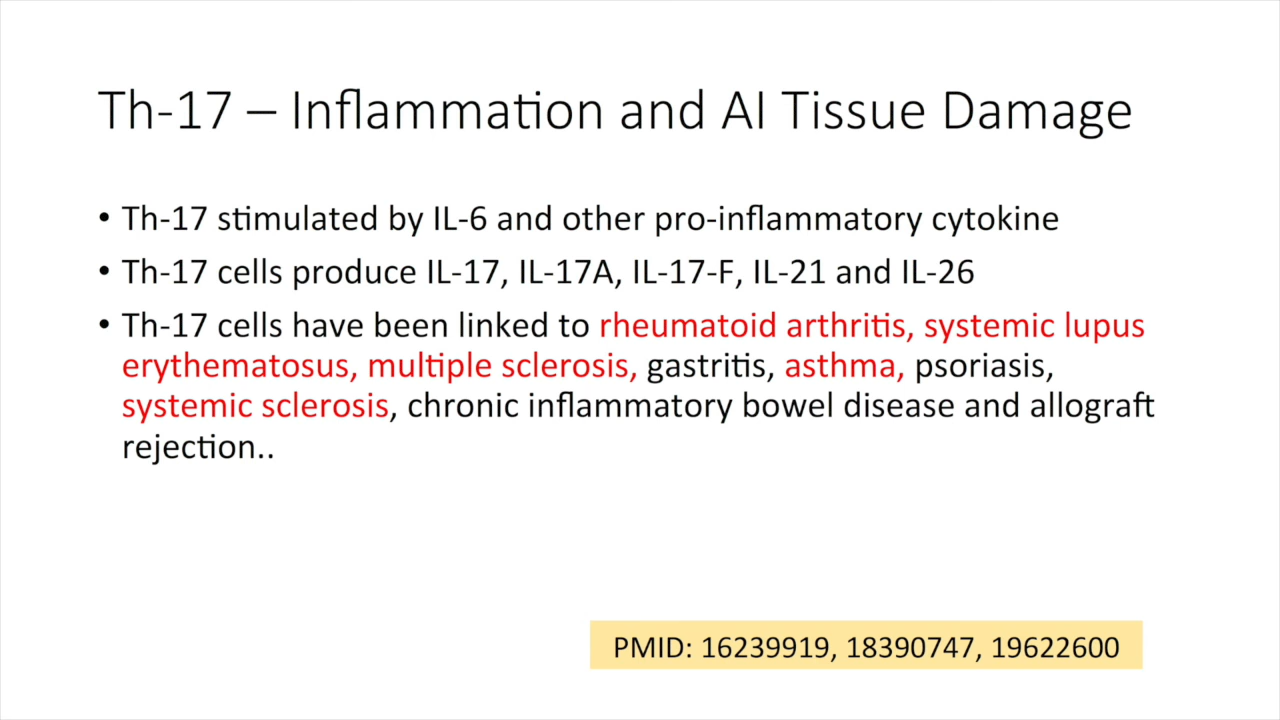 Th-17 – Inflammation and AI Tissue Damage
• Th-17 stimulated by IL-6 and other pro-inflammatory cytokine
• Th-17 cells produce IL-17, IL-17A, IL-17-F, IL-21 and IL-26
• Th-17 cells have been linked to rheumatoid arthritis, systemic lupus
erythematosus, multiple sclerosis, gastritis, asthma, psoriasis,
systemic sclerosis, chronic inflammatory bowel disease and allograft
rejection..
PMID: 16239919, 18390747, 19622600